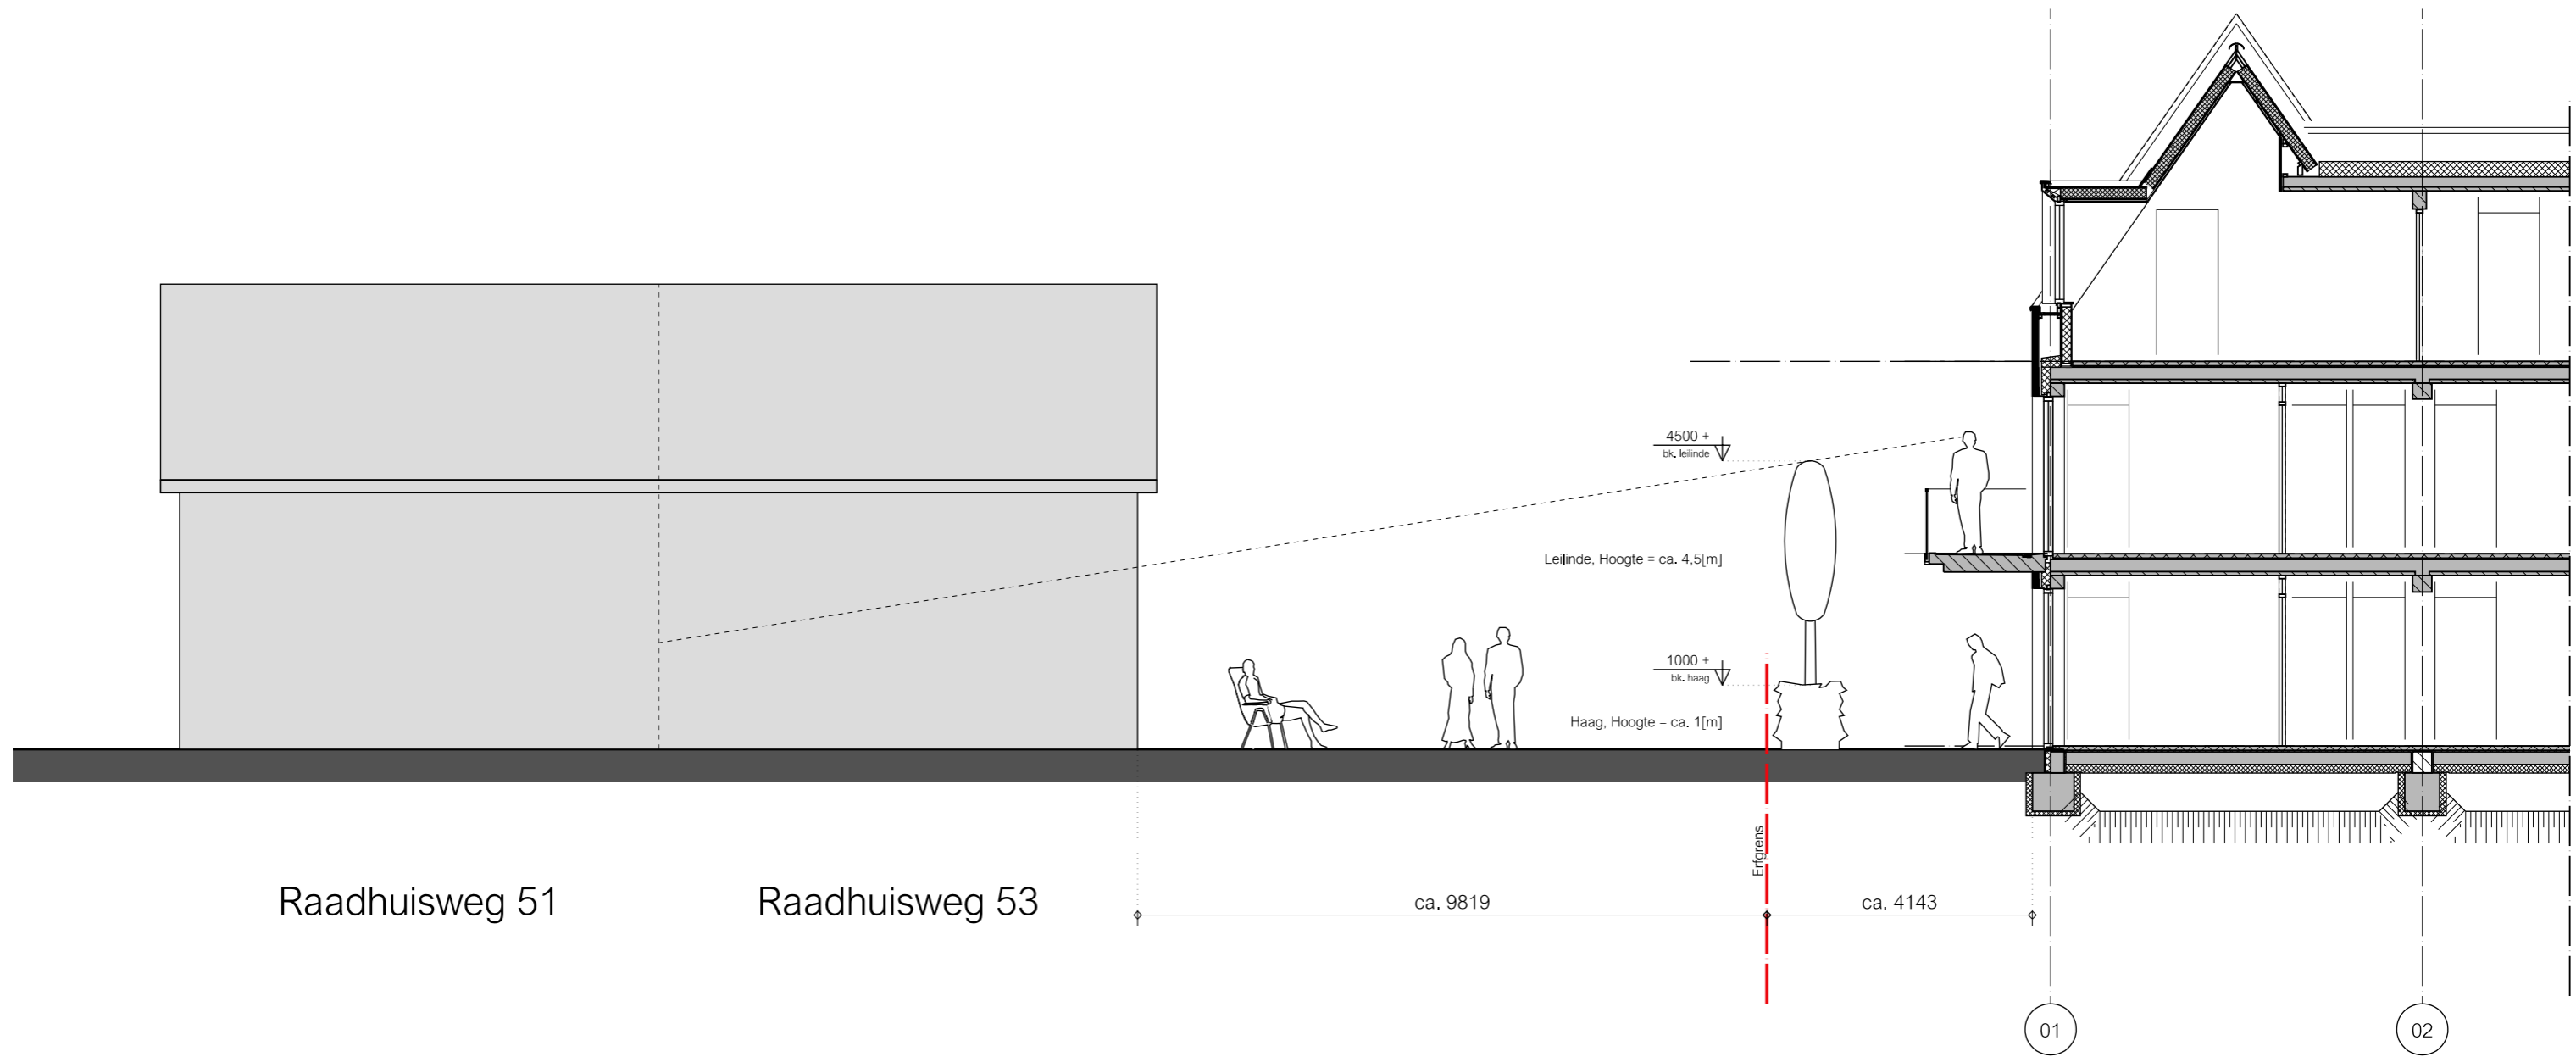 4500 +
bk. leilinde
Leilinde, Hoogte = ca. 4,5[m]
1000 +
bk. haag
Haag, Hoogte = ca. 1[m]
Erfgrens
Raadhuisweg 51
Raadhuisweg 53
ca. 9819
ca. 4143
01
02